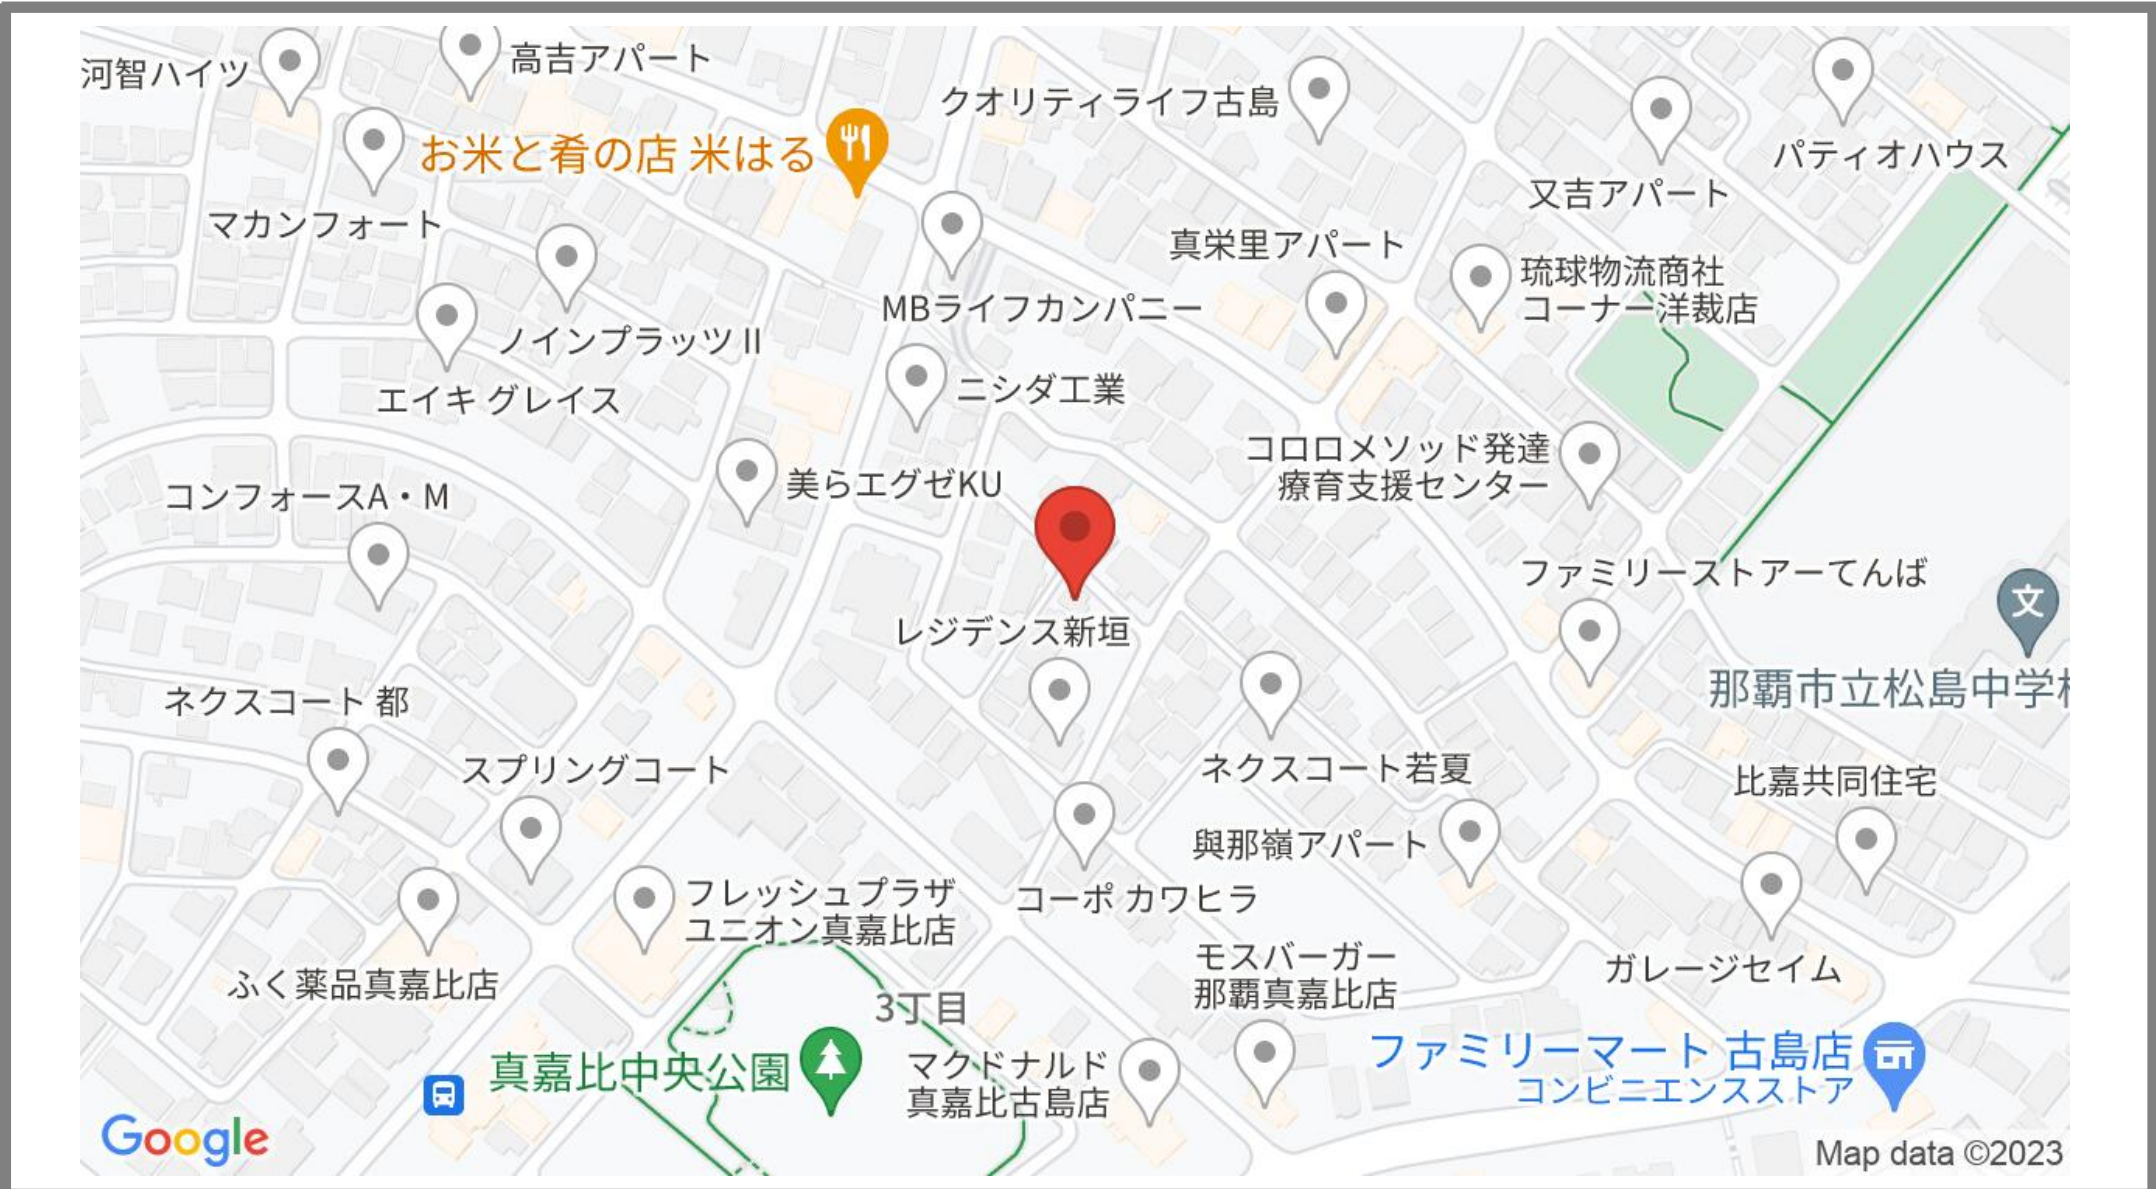 河智ハイツ
高吉アパート
クオリティライフ古島
お米と肴の店 米はる
パティオハウス
又吉アパート
マカンフォート
真栄里アパート
琉球物流商社
コーナー洋裁店
MBライフカンパニー
ノインプラッツ II
エイキ グレイス
ニシダ工業
コロロメソッド発達
療育支援センター
美らエグゼKU
コンフォースA・M
ファミリーストアーてんば
文
レジデンス新垣
那覇市立松島中学校
ネクスコート 都
スプリングコート
ネクスコート若夏
比嘉共同住宅
與那嶺アパート
フレッシュプラザ
ユニオン真嘉比店
コーポ カワヒラ
ふく薬品真嘉比店
モスバーガー
那覇真嘉比店
ガレージセイム
3丁目
真嘉比中央公園
マクドナルド
真嘉比古島店
ファミリーマート 古島店
コンビニエンスストア
Google
Map data ©2023